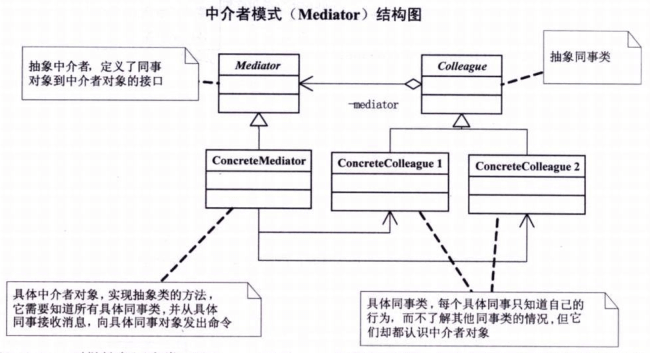 中介者模式（Mediator）结构图
抽象中介者，定义了同事
对象到中介者对象的接口
Mediator
Colleague
抽象同事类
-mediator
ConcreteMediator
ConcreteColleague 1
ConcreteColleague 2
具体中介者对象，实现抽象类的方法，
它需要知道所有具体同事类，并从具体
同事接收消息，向具体同事对象发出命令
具体同事类，每个具体同事只知道自己的
行为，而不了解其他同事类的情况，但它
们却都认识中介者对象